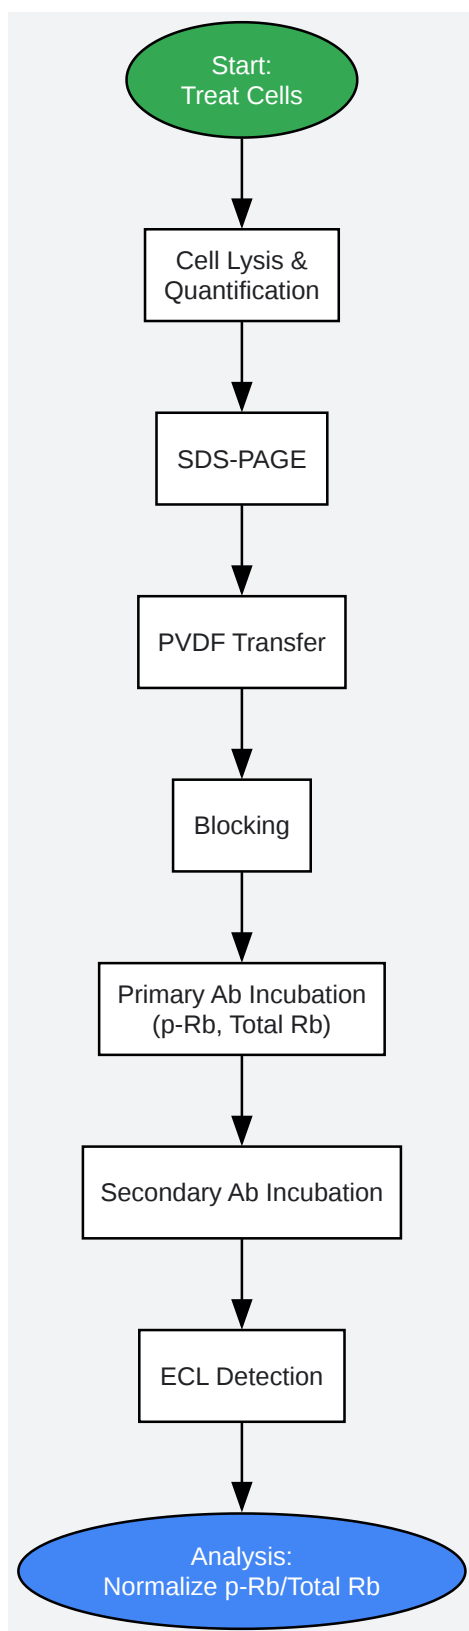 Start:
Treat Cells
Cell Lysis &
Quantification
SDS-PAGE
PVDF Transfer
Blocking
Primary Ab Incubation
(p-Rb, Total Rb)
Secondary Ab Incubation
ECL Detection
Analysis:
Normalize p-Rb/Total Rb